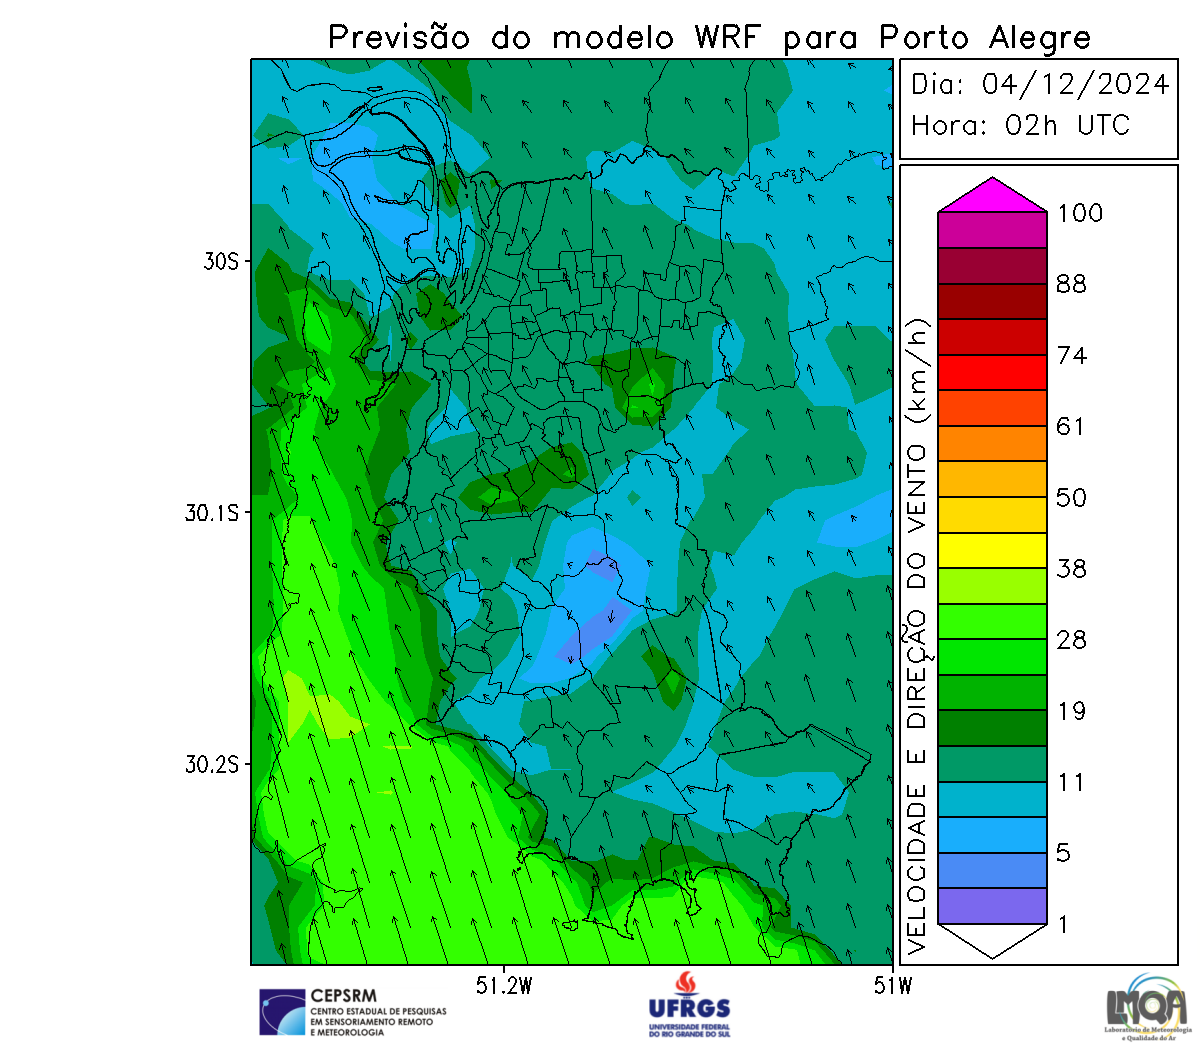 Previsão do modelo WRF para Porto Alegre
Dia: 04/12/2024
Hora: 02h UTC
30S
30.1S
30.2S
51.2W
51W
VELOCIDADE E DIREÇÃO DO VENTO (km/h)
100
88
74
61
50
38
28
19
11
5
1
CEPSRM
CENTRO ESTADUAL DE PESQUISAS
EM SENSORIAMENTO REMOTO
E METEOROLOGIA
UFRGS
UNIVERSIDADE FEDERAL
DO RIO GRANDE DO SUL
LMQA
Laboratório de Meteorologia
e Qualidade do Ar